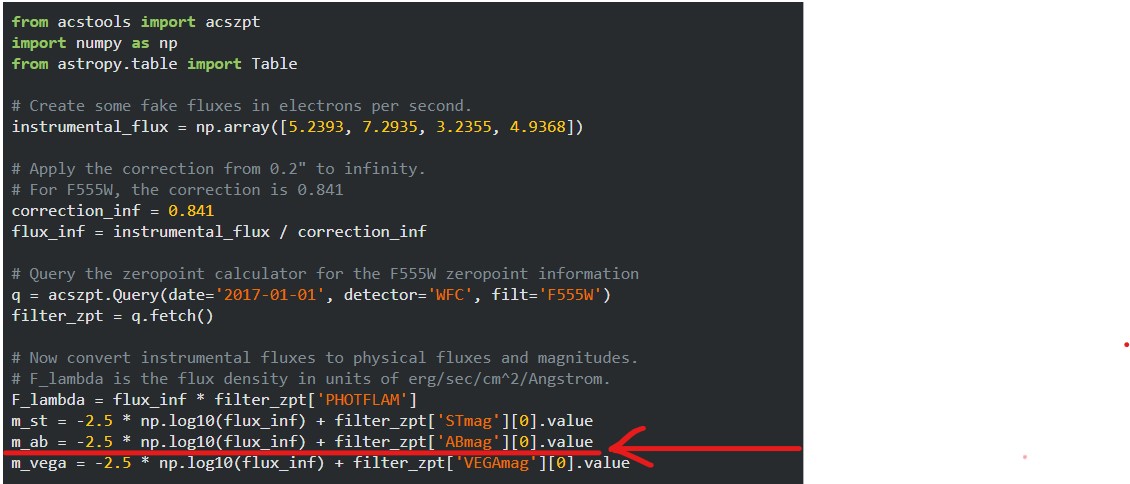 from acstools import acszpt
import numpy as np
from astropy.table import Table
# Create some fake fluxes in electrons per second.
instrumental_flux = np.array([5.2393, 7.2935, 3.2355, 4.9368])
# Apply the correction from 0.2" to infinity.
# For F555W, the correction is 0.841
correction_inf = 0.841
flux_inf = instrumental_flux / correction_inf
# Query the zeropoint calculator for the F555W zeropoint information
q = acszpt.Query(date='2017-01-01', detector='WFC', filt='F555W')
filter_zpt = q.fetch()
# Now convert instrumental fluxes to physical fluxes and magnitudes.
# F_lambda is the flux density in units of erg/sec/cm^2/Angstrom.
F_lambda = flux_inf * filter_zpt['PHOTFLAM']
m_st = -2.5 * np.log10(flux_inf) + filter_zpt['STmag'][0].value
m_ab = -2.5 * np.log10(flux_inf) + filter_zpt['ABmag'][0].value
m_vega = -2.5 * np.log10(flux_inf) + filter_zpt['VEGAmag'][0].value